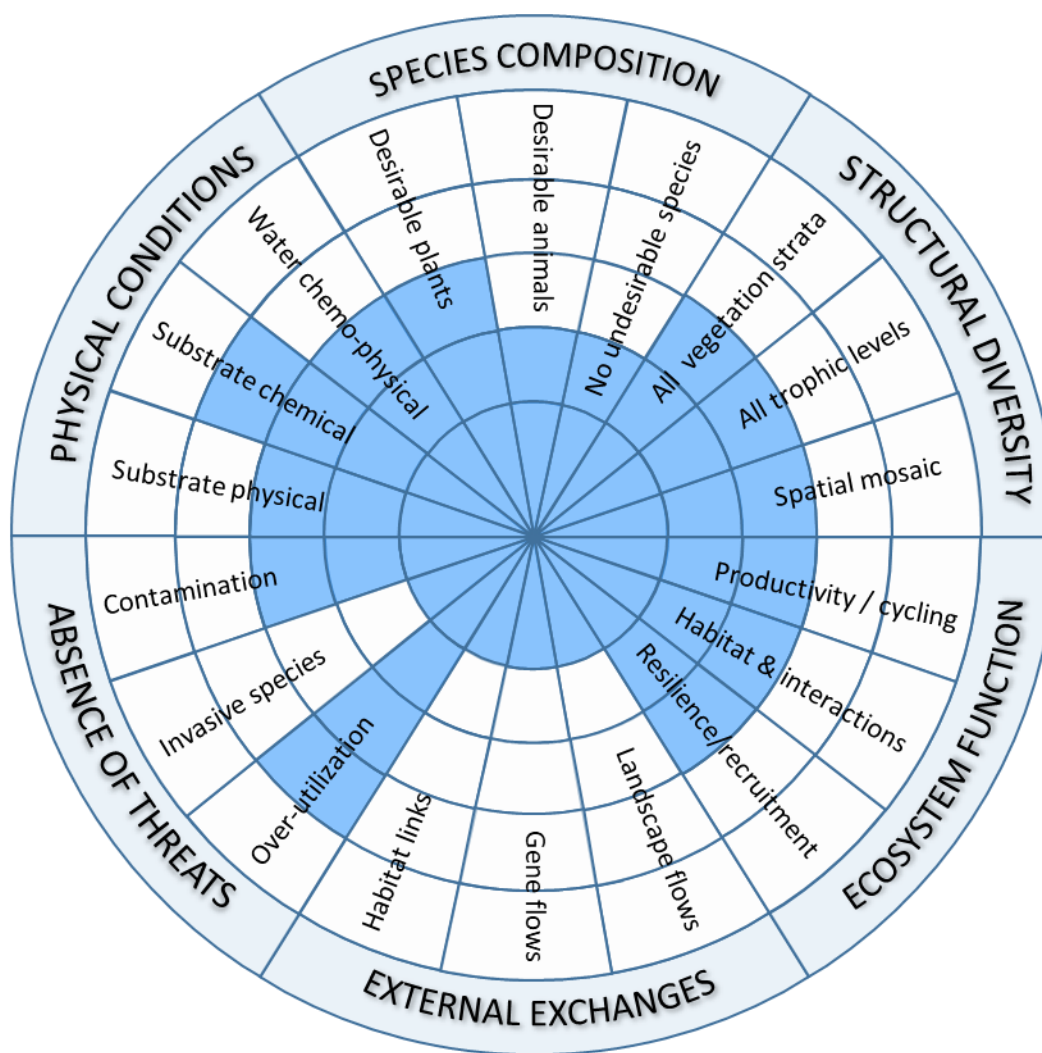 SPECIES COMPOSITION
Desirable plants
Desirable animals
No undesirable species
STRUCTURAL DIVERSITY
All vegetation strata
All trophic levels
Spatial mosaic
ECOSYSTEM FUNCTION
Productivity / cycling
Habitat & interactions
Resilience/recruitment
EXTERNAL EXCHANGES
Landscape flows
Gene flows
Habitat links
ABSENCE OF THREATS
Over-utilization
Invasive species
Contamination
PHYSICAL CONDITIONS
Substrate physical
Substrate chemical
Water chemo-physical